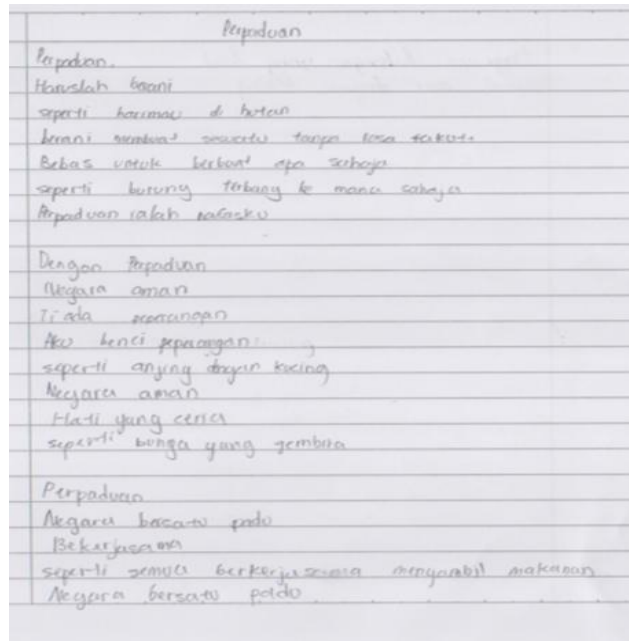 Perpaduan
Perpaduan.
Haruslah berani
seperti harimau di hutan
berani membuat sesuatu tanpa rasa takut.
Bebas untuk berbuat apa sahaja
seperti burung terbang ke mana sahaja
Perpaduan ialah nafasku
Dengan Perpaduan
Negara aman
Tiada peperangan
Aku benci peperangan
seperti anjing dengan kucing
Negara aman
Hati yang ceria
seperti bunga yang gembira
Perpaduan
Negara bersatu padu
Bekerjasama
seperti semua berkerjasama mengambil makanan
Negara bersatu padu